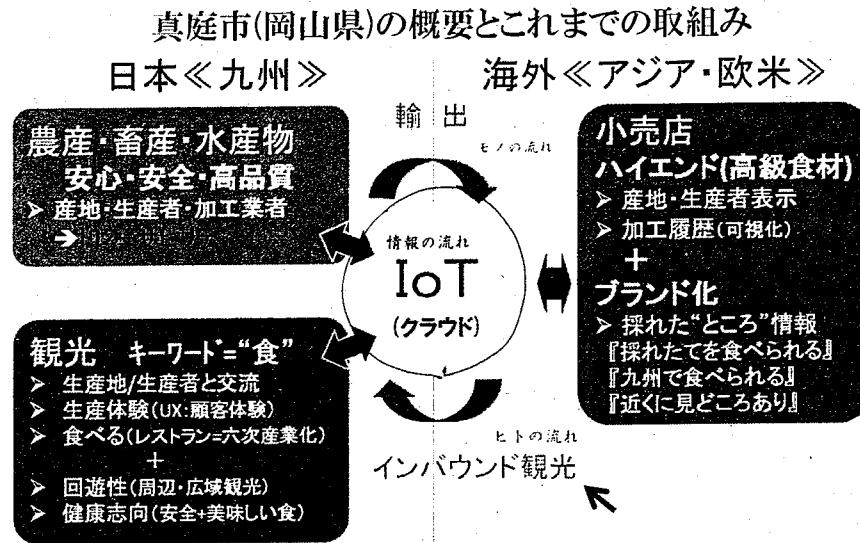 真庭市(岡山県)の概要とこれまでの取組み
日本≪九州≫
海外≪アジア・欧米≫
農産・畜産・水産物
安心・安全・高品質
➢ 産地・生産者・加工業者
➔
輸出
モノの流れ
情報の流れ
IoT
(クラウド)
小売店
ハイエンド(高級食材)
➢ 産地・生産者表示
➢ 加工履歴(可視化)
+
ブランド化
➢ 採れた“ところ”情報
『採れたてを食べられる』
『九州で食べられる』
『近くに見どころあり』
観光 キーワード=“食”
➢ 生産地/生産者と交流
➢ 生産体験(UX:顧客体験)
➢ 食べる(レストラン=六次産業化)
+
➢ 回遊性(周辺・広域観光)
➢ 健康志向(安全+美味しい食)
ヒトの流れ
インバウンド観光